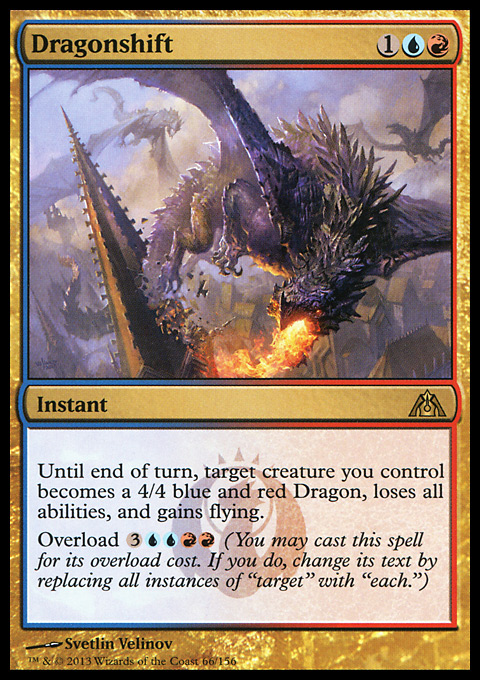 Dragonshift 1
Instant
Until end of turn, target creature you control
becomes a 4/4 blue and red Dragon, loses all
abilities, and gains flying.
Overload 3 (You may cast this spell
for its overload cost. If you do, change its text by
replacing all instances of “target” with “each.”)
Svetlin Velinov
™ & © 2013 Wizards of the Coast 66/156